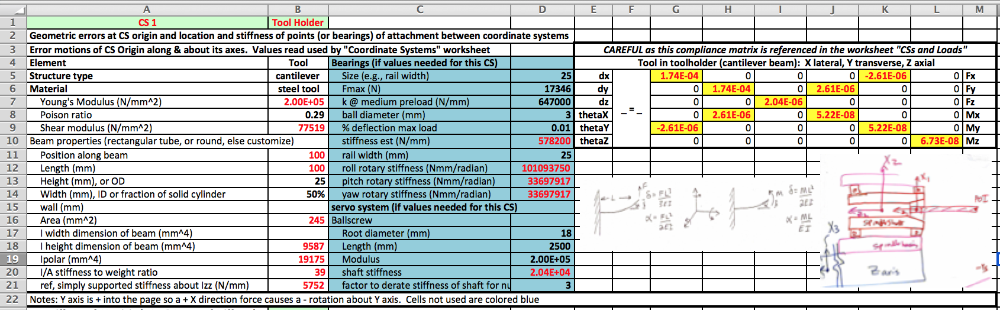 A B C D E F G H I J K L M
1 CS 1 Tool Holder
2 Geometric errors at CS origin and location and stiffness of points (or bearings) of attachment between coordinate systems
3 Error motions of CS Origin along & about its axes. Values read used by "Coordinate Systems" worksheet CAREFUL as this compliance matrix is referenced in the worksheet "CSs and Loads"
4 Element Tool Bearings (if values needed for this CS) Tool in toolholder (cantilever beam): X lateral, Y transverse, Z axial
5 Structure type cantilever Size (e.g., rail width) 25 dx 1.74E-04 0 0 0 -2.61E-06 0 Fx
6 Material steel tool Fmax (N) 17346 dy 0 1.74E-04 0 2.61E-06 0 0 Fy
7 Young's Modulus (N/mm^2) 2.00E+05 k @ medium preload (N/mm) 647000 dz 0 0 2.04E-06 0 0 0 Fz
8 Poison ratio 0.29 ball diameter (mm) 3 thetaX _ = _ 0 2.61E-06 0 5.22E-08 0 0 Mx
9 Shear modulus (N/mm^2) 77519 % deflection max load 0.01 thetaY -2.61E-06 0 0 0 5.22E-08 0 My
10 Beam properties (rectangular tube, or round, else customize) stiffness est (N/mm) 578200 thetaZ 0 0 0 0 0 6.73E-08 Mz
11 Position along beam 100 rail width (mm) 25
12 Length (mm) 100 roll rotary stiffness (Nmm/radian) 101093750
13 Height (mm), or OD 25 pitch rotary stiffness (Nmm/radian) 33697917
14 Width (mm), ID or fraction of solid cylinder 50% yaw rotary stiffness (Nmm/radian) 33697917
15 wall (mm) servo system (if values needed for this CS)
16 Area (mm^2) 245 Ballscrew
17 I width dimension of beam (mm^4) Root diameter (mm) 18
18 I height dimension of beam (mm^4) 9587 Length (mm) 2500
19 Ipolar (mm^4) 19175 Modulus 2.00E+05
20 I/A stiffness to weight ratio 39 shaft stiffness 2.04E+04
21 ref, simply supported stiffness about Izz (N/mm) 5752 factor to derate stiffness of shaft for nu 3
22 Notes: Y axis is + into the page so a + X direction force causes a - rotation about Y axis. Cells not used are colored blue
L F δ= FL³ / 3EI
α= FL² / 2EI
M δ= ML² / 2EI
α= ML / EI
X2
X1
POI
X3
Z axis